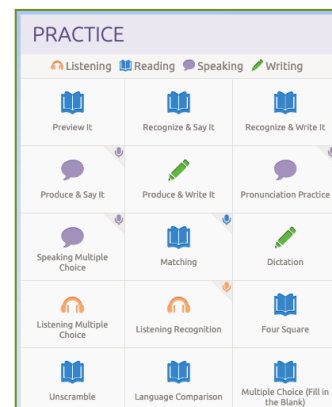 PRACTICE
Listening Reading Speaking Writing
Preview It
Recognize & Say It
Recognize & Write It
Produce & Say It
Produce & Write It
Pronunciation Practice
Speaking Multiple
Choice
Matching
Dictation
Listening Multiple
Choice
Listening Recognition
Four Square
Unscramble
Language Comparison
Multiple Choice (Fill in
the Blank)